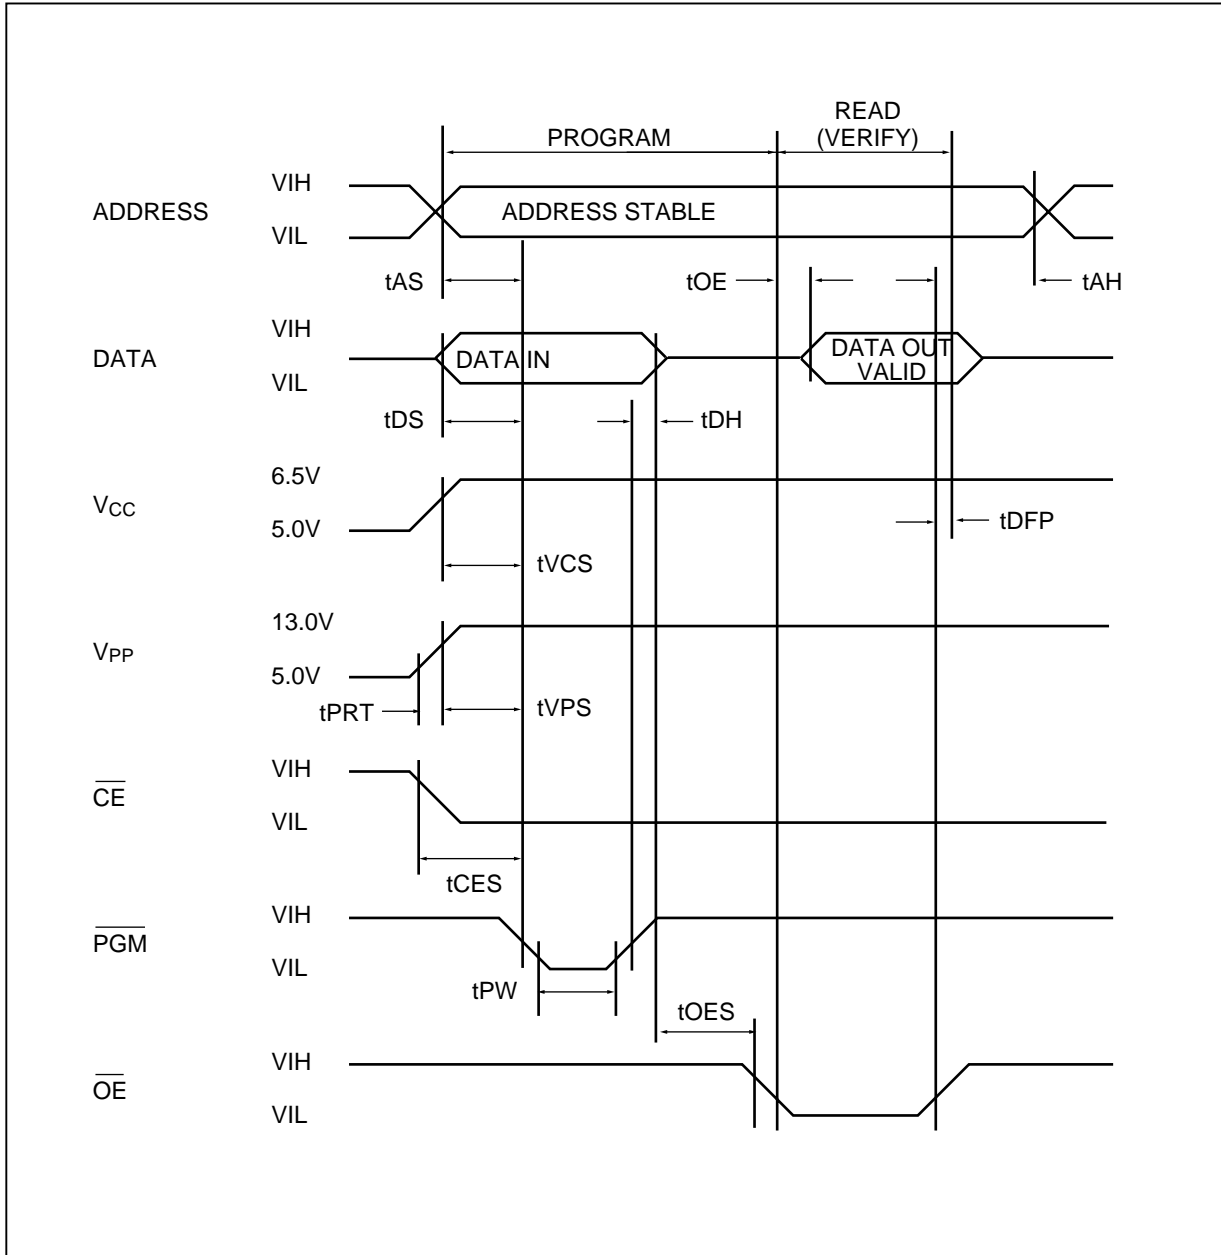 READ
PROGRAM (VERIFY)
VIH
ADDRESS ADDRESS STABLE
VIL
tAS tOE tAH
VIH
DATA DATA IN DATA OUT
VALID
VIL
tDS tDH
6.5V
VCC
5.0V tDFP
tVCS
13.0V
VPP
5.0V
tPRT tVPS
VIH
CE
VIL
tCES
VIH
PGM
VIL
tPW
tOES
VIH
OE
VIL